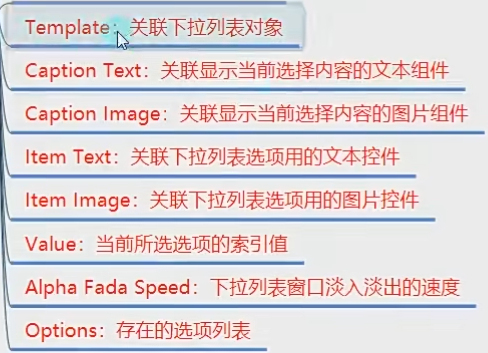 Template：关联下拉列表对象
Caption Text：关联显示当前选择内容的文本组件
Caption Image：关联显示当前选择内容的图片组件
Item Text：关联下拉列表选项用的文本控件
Item Image：关联下拉列表选项用的图片控件
Value：当前所选选项的索引值
Alpha Fada Speed：下拉列表窗口淡入淡出的速度
Options：存在的选项列表